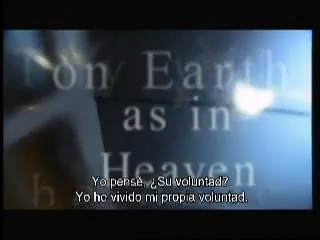 on Earth
as in
Heaven
Yo pensé, ¿Su voluntad?
Yo he vivido mi propia voluntad.